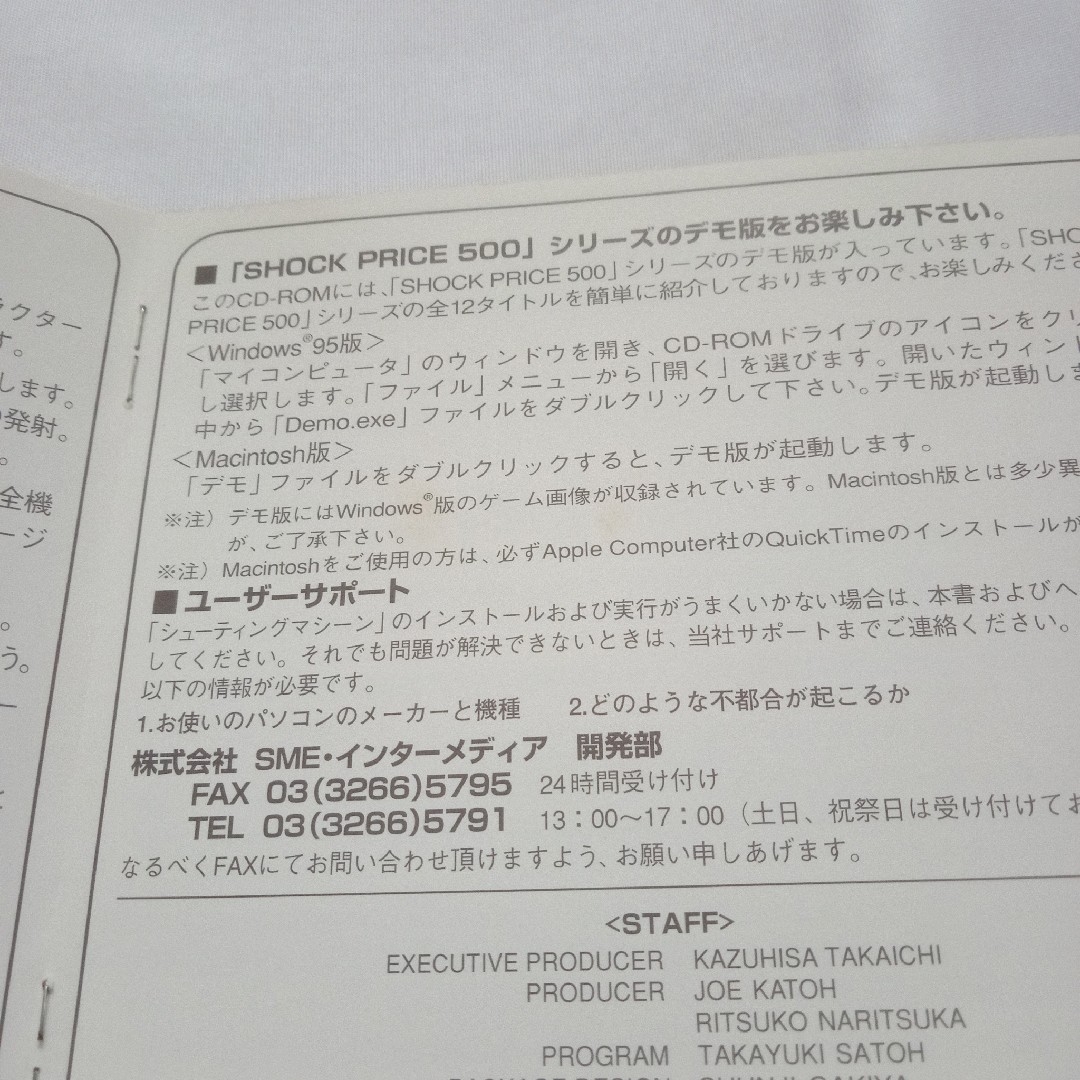 ラクター
す。
します。
の発射。
。
全機
ージ
。
う。
ー
と
■「SHOCK PRICE 500」シリーズのデモ版をお楽しみ下さい。
このCD-ROMには、「SHOCK PRICE 500」シリーズのデモ版が入っています。「SHO
PRICE 500」シリーズの全12タイトルを簡単に紹介しておりますので、お楽しみくださ
<Windows®95版>
「マイコンピュータ」のウィンドウを開き、CD-ROMドライブのアイコンをクリ
し選択します。「ファイル」メニューから「開く」を選びます。開いたウィンド
中から「Demo.exe」ファイルをダブルクリックして下さい。デモ版が起動しま
<Macintosh版>
「デモ」ファイルをダブルクリックすると、デモ版が起動します。
※注）デモ版にはWindows®版のゲーム画像が収録されています。Macintosh版とは多少異
が、ご了承下さい。
※注）Macintoshをご使用の方は、必ずApple Computer社のQuickTimeのインストールが
■ユーザーサポート
「シューティングマシーン」のインストールおよび実行がうまくいかない場合は、本書およびヘ
してください。それでも問題が解決できないときは、当社サポートまでご連絡ください。
以下の情報が必要です。
1.お使いのパソコンのメーカーと機種 2.どのような不都合が起こるか
株式会社 SME・インターメディア 開発部
FAX 03(3266)5795 24時間受け付け
TEL 03(3266)5791 13：00〜17：00（土日、祝祭日は受け付けてお
なるべくFAXにてお問い合わせ頂けますよう、お願い申しあげます。
<STAFF>
EXECUTIVE PRODUCER KAZUHISA TAKAICHI
PRODUCER JOE KATOH
RITSUKO NARITSUKA
PROGRAM TAKAYUKI SATOH
PACKAGE DESIGN